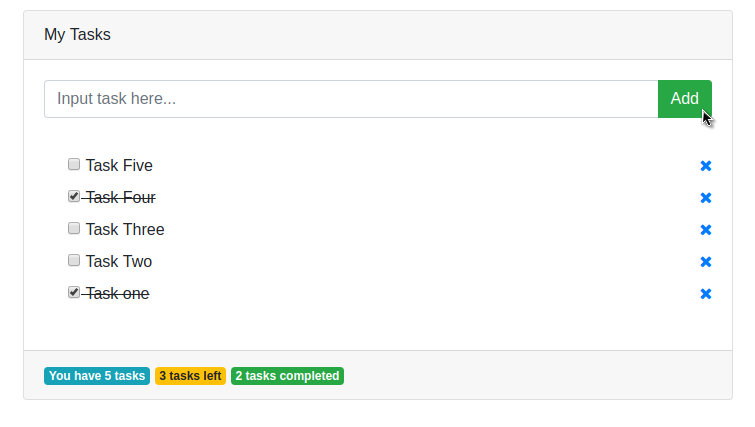 My Tasks
Input task here... Add
Task Five
Task Four
Task Three
Task Two
Task one
You have 5 tasks 3 tasks left 2 tasks completed